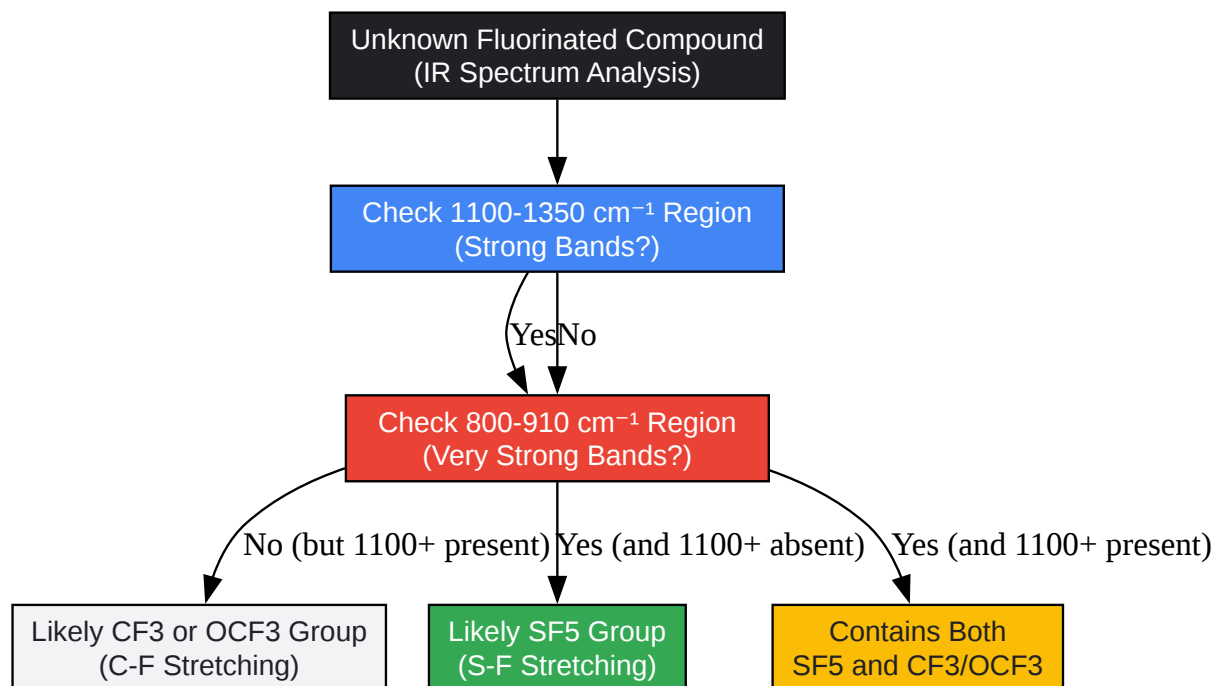 Unknown Fluorinated Compound
(IR Spectrum Analysis)
Check 1100-1350 cm⁻¹ Region
(Strong Bands?)
Yes
No
Check 800-910 cm⁻¹ Region
(Very Strong Bands?)
No (but 1100+ present)
Yes (and 1100+ absent)
Yes (and 1100+ present)
Likely CF3 or OCF3 Group
(C-F Stretching)
Likely SF5 Group
(S-F Stretching)
Contains Both
SF5 and CF3/OCF3